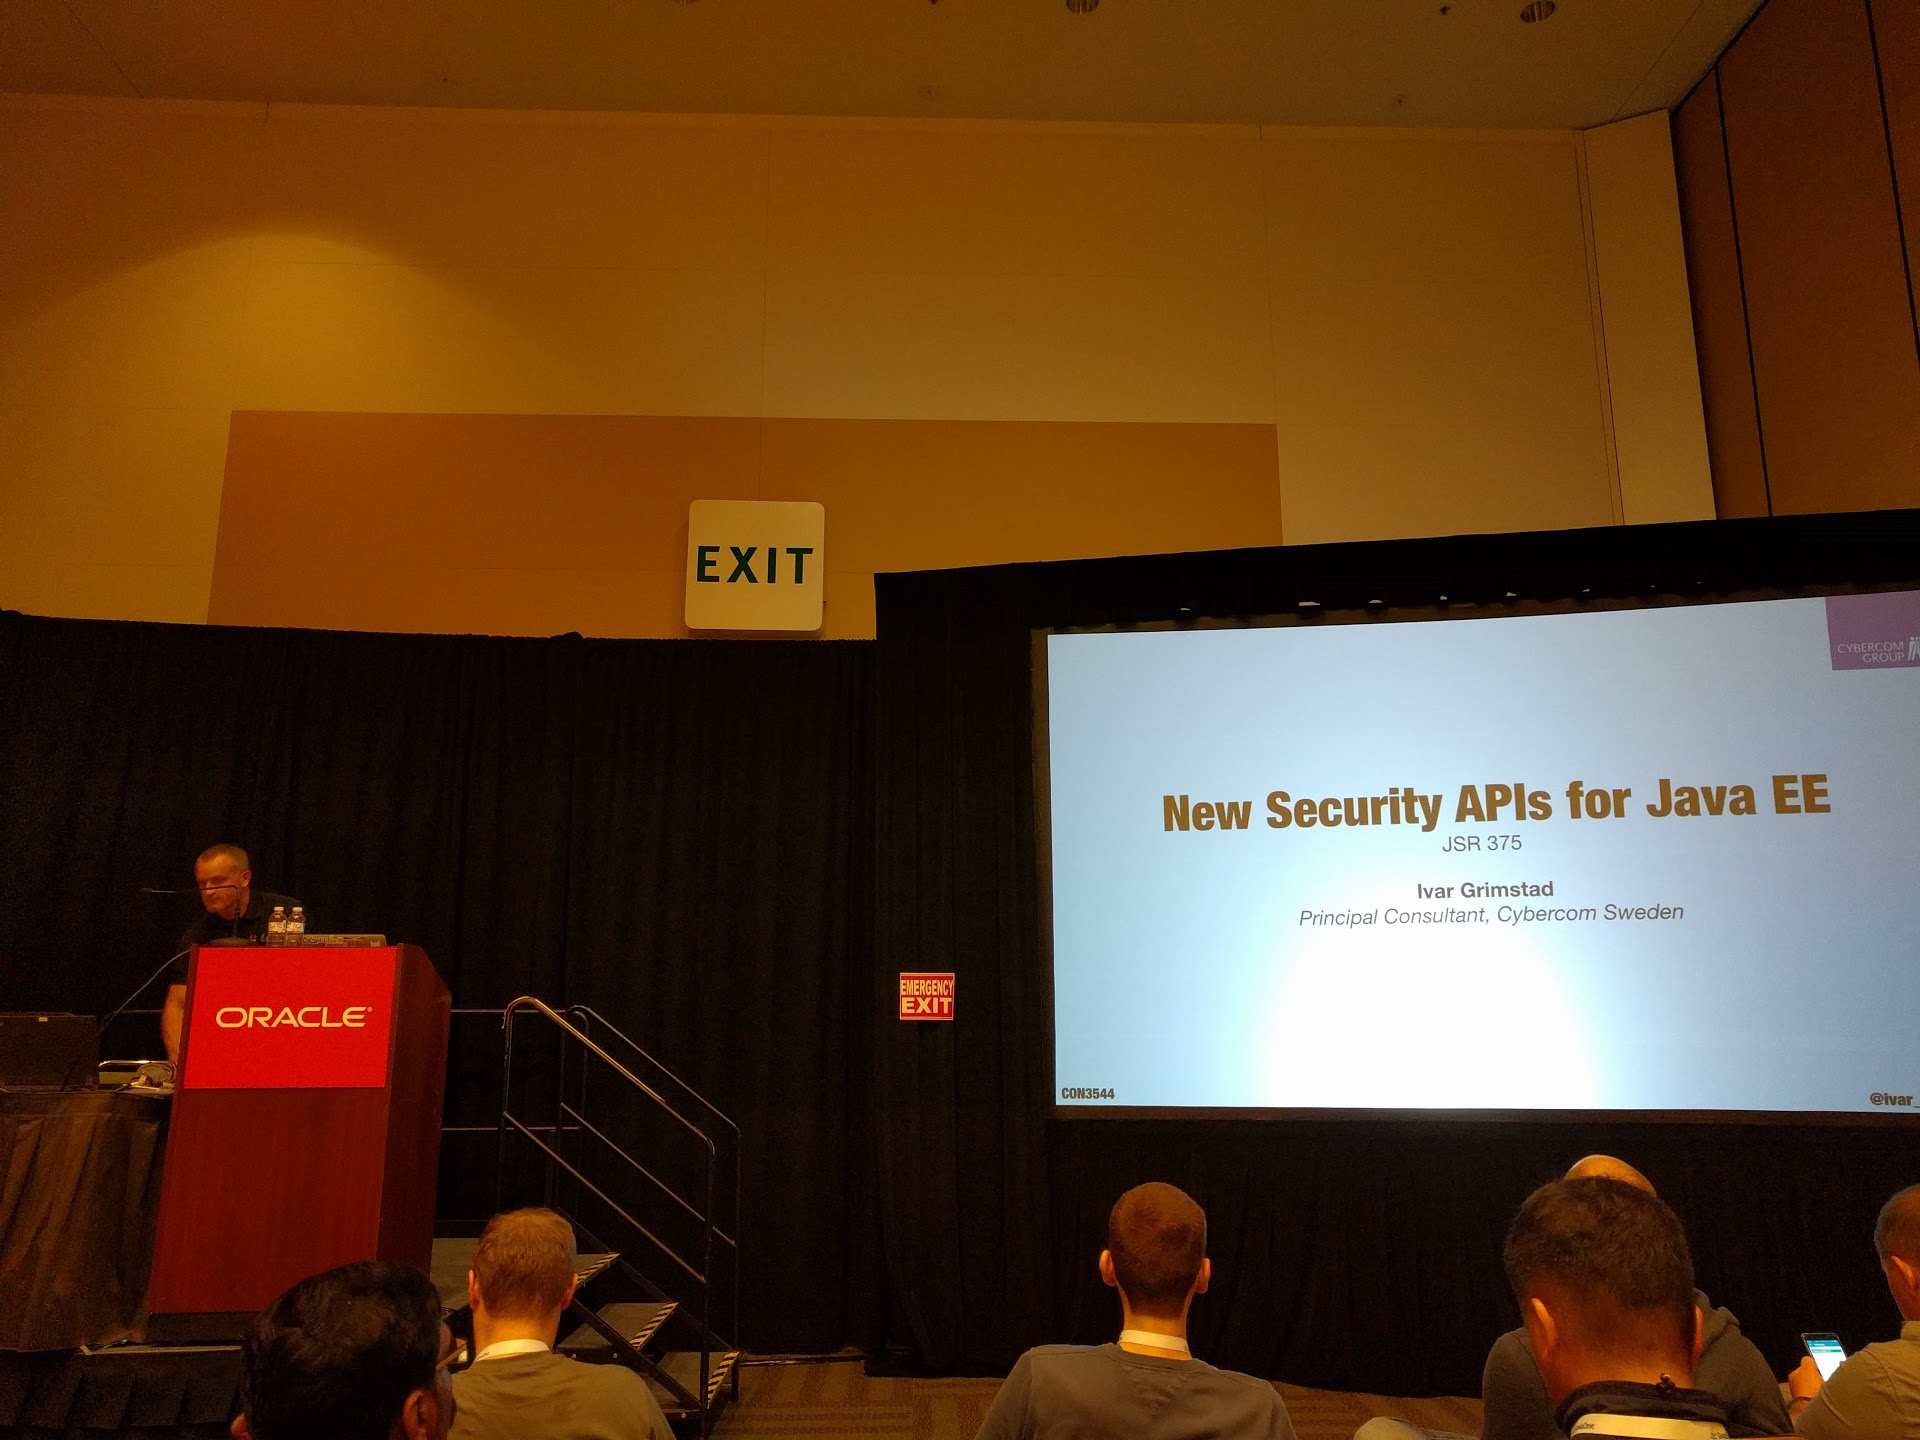 EXIT
CYBERCOM
GROUP
New Security APIs for Java EE
JSR 375
Ivar Grimstad
Principal Consultant, Cybercom Sweden
CON3544
@ivar_
EMERGENCY
EXIT
ORACLE®